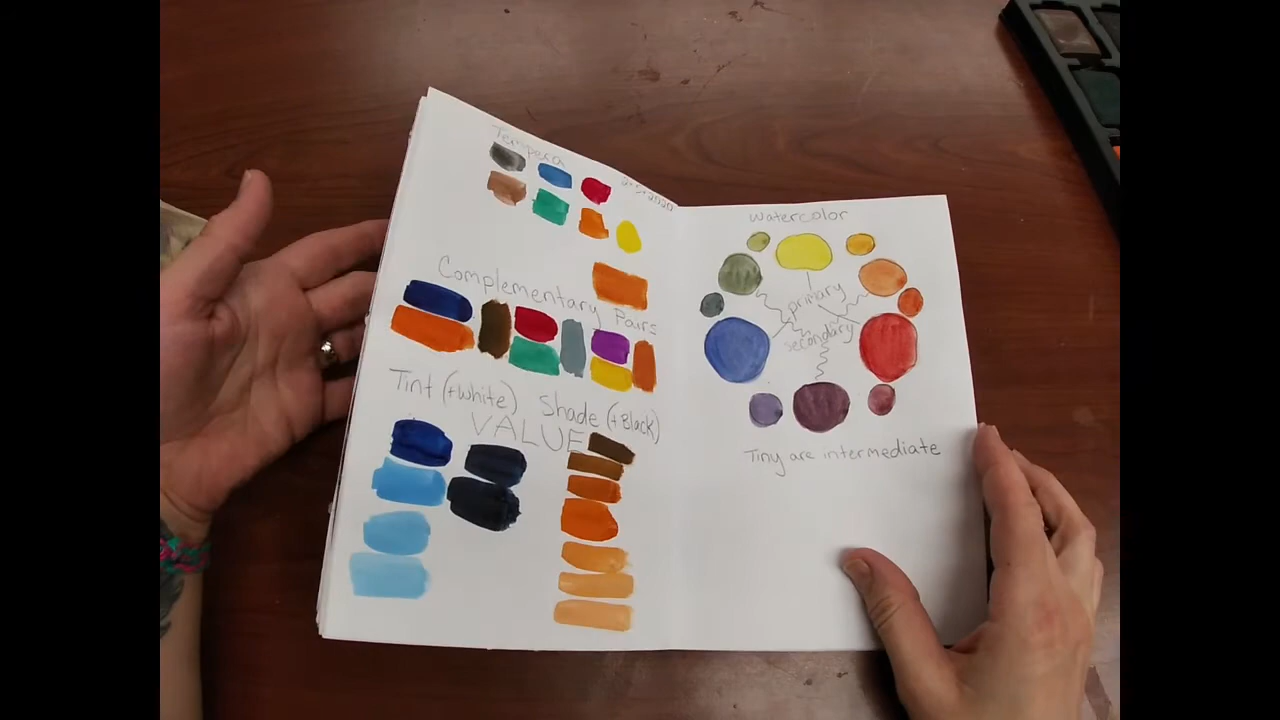 Tempera
Complementary Pairs
Tint (+White)
Shade (+Black)
VALUE
Watercolor
primary
secondary
Tiny are intermediate